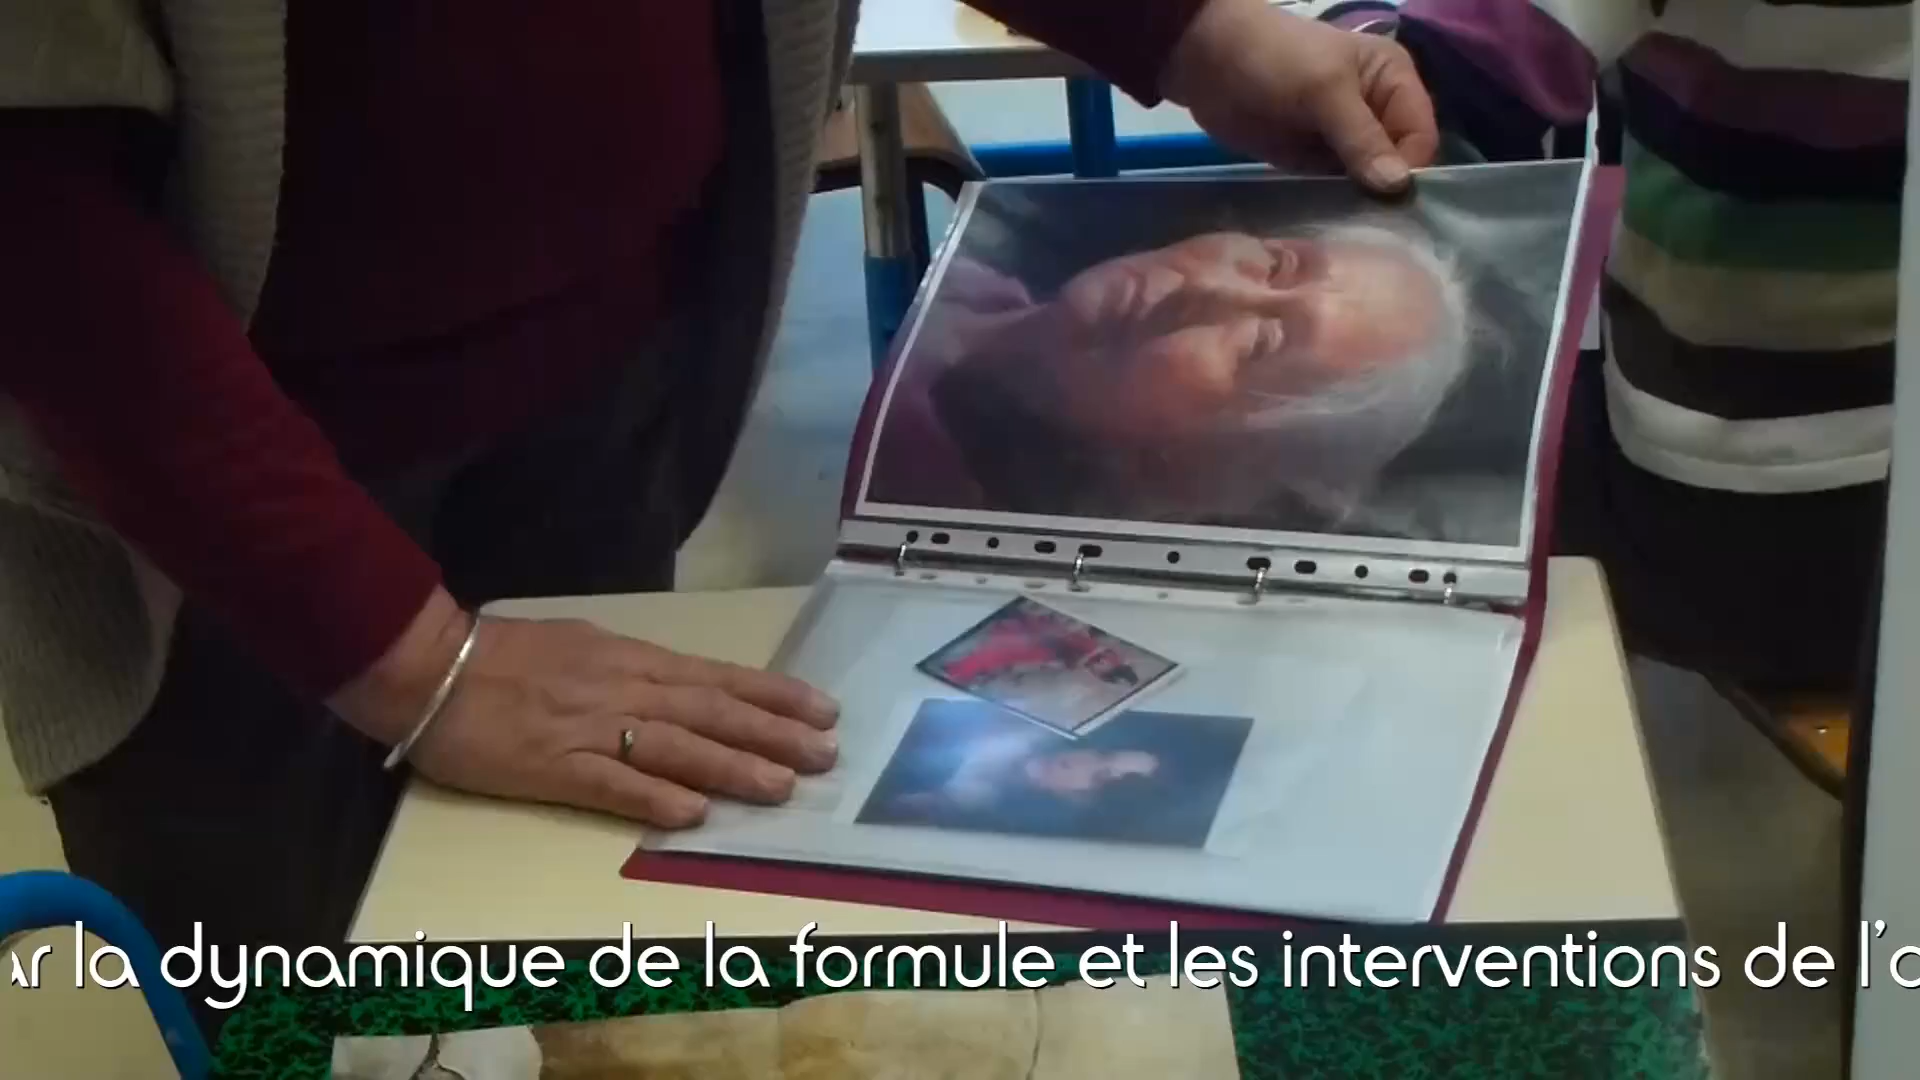 la dynamique de la formule et les interventions de l'